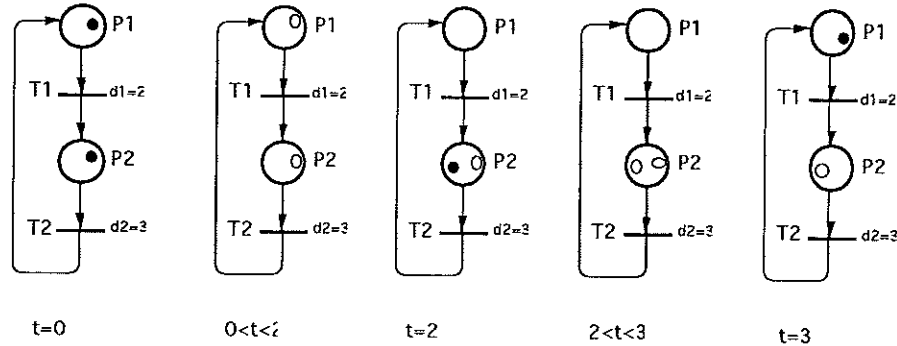 P1
T1 d1=2
P2
T2 d2=3
t=0
P1
T1 d1=2
P2
T2 d2=3
0<t<2
P1
T1 d1=2
P2
T2 d2=3
t=2
P1
T1 d1=2
P2
T2 d2=3
2<t<3
P1
T1 d1=2
P2
T2 d2=3
t=3